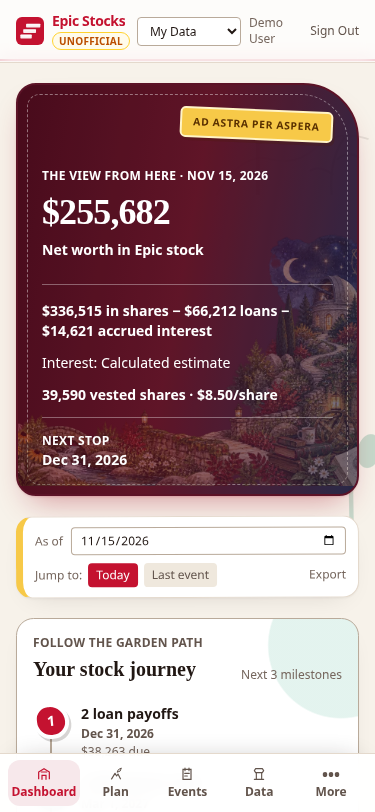 Epic Stocks
UNOFFICIAL
My Data
Demo
User
Sign Out
AD ASTRA PER ASPERA
THE VIEW FROM HERE · NOV 15, 2026
$255,682
Net worth in Epic stock
$336,515 in shares − $66,212 loans −
$14,621 accrued interest
Interest: Calculated estimate
39,590 vested shares · $8.50/share
NEXT STOP
Dec 31, 2026
As of 11/15/2026
Jump to: Today Last event Export
FOLLOW THE GARDEN PATH
Your stock journey
Next 3 milestones
1
2 loan payoffs
Dec 31, 2026
$38,263 due
Dashboard Plan Events Data More